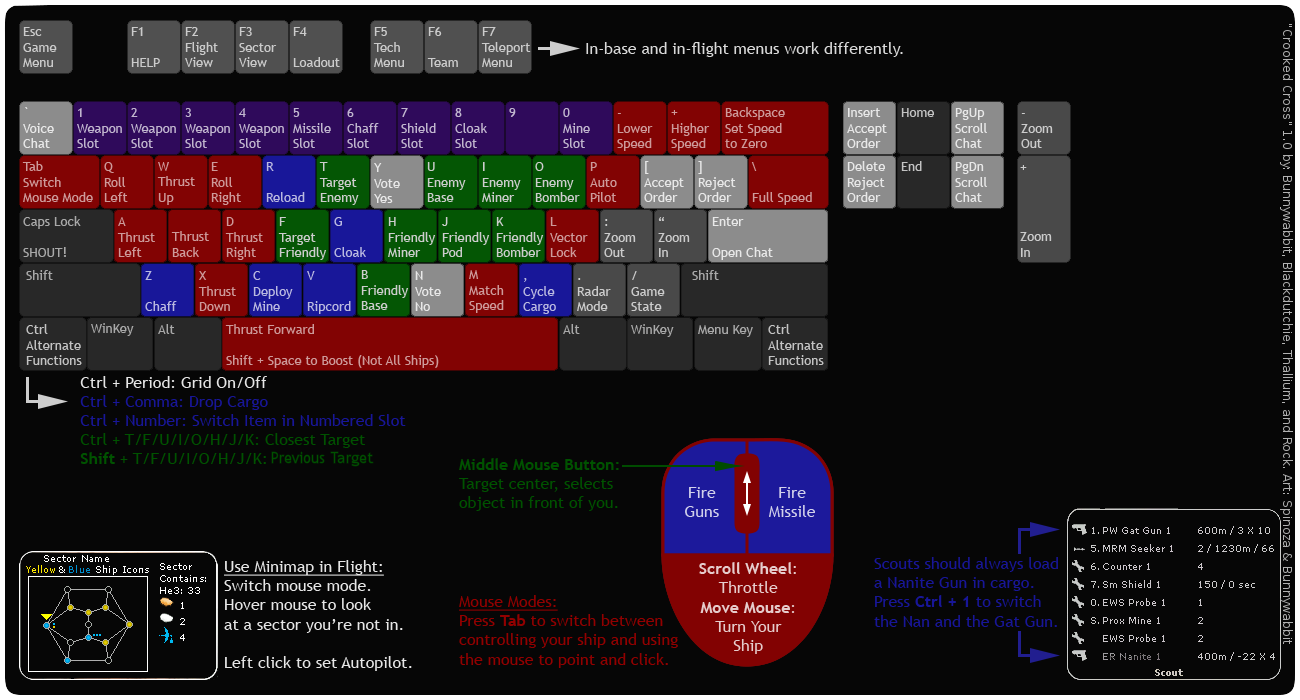 Esc
Game
Menu
F1
HELP
F2
Flight
View
F3
Sector
View
F4
Loadout
F5
Tech
Menu
F6
Team
F7
Teleport
Menu
In-base and in-flight menus work differently.
`
Voice
Chat
1
Weapon
Slot
2
Weapon
Slot
3
Weapon
Slot
4
Weapon
Slot
5
Missile
Slot
6
Chaff
Slot
7
Shield
Slot
8
Cloak
Slot
9
0
Mine
Slot
-
Lower
Speed
+
Higher
Speed
Backspace
Set Speed
to Zero
Insert
Accept
Order
Home
PgUp
Scroll
Chat
-
Zoom
Out
Tab
Switch
Mouse Mode
Q
Roll
Left
W
Thrust
Up
E
Roll
Right
R
Reload
T
Target
Enemy
Y
Vote
Yes
U
Enemy
Base
I
Enemy
Miner
O
Enemy
Bomber
P
Auto
Pilot
[
Accept
Order
]
Reject
Order
\
Full Speed
Delete
Reject
Order
End
PgDn
Scroll
Chat
+
Zoom
In
Caps Lock
SHOUT!
A
Thrust
Left
Thrust
Back
D
Thrust
Right
F
Target
Friendly
G
Cloak
H
Friendly
Miner
J
Friendly
Pod
K
Friendly
Bomber
L
Vector
Lock
:
Zoom
Out
“
Zoom
In
Enter
Open Chat
Shift
Z
Chaff
X
Thrust
Down
C
Deploy
Mine
V
Ripcord
B
Friendly
Base
N
Vote
No
M
Match
Speed
,
Cycle
Cargo
.
Radar
Mode
/
Game
State
Shift
Ctrl
Alternate
Functions
WinKey
Alt
Thrust Forward
Shift + Space to Boost (Not All Ships)
Alt
WinKey
Menu Key
Ctrl
Alternate
Functions
Ctrl + Period: Grid On/Off
Ctrl + Comma: Drop Cargo
Ctrl + Number: Switch Item in Numbered Slot
Ctrl + T/F/U/I/O/H/J/K: Closest Target
Shift + T/F/U/I/O/H/J/K: Previous Target
Middle Mouse Button:
Target center, selects
object in front of you.
Fire
Guns
Fire
Missile
Scroll Wheel:
Throttle
Move Mouse:
Turn Your
Ship
Mouse Modes:
Press Tab to switch between
controlling your ship and using
the mouse to point and click.
Sector Name
Yellow & Blue Ship Icons
Sector
Contains:
He3: 33
1
2
4
Use Minimap in Flight:
Switch mouse mode.
Hover mouse to look
at a sector you’re not in.
Left click to set Autopilot.
Scouts should always load
a Nanite Gun in cargo.
Press Ctrl + 1 to switch
the Nan and the Gat Gun.
1. PW Gat Gun 1 600m / 3 X 10
5. MRM Seeker 1 2 / 1230m / 66
6. Counter 1 4
7. Sm Shield 1 150 / 0 sec
0. EWS Probe 1 1
S. Prox Mine 1 2
EWS Probe 1 2
ER Nanite 1 400m / -22 X 4
Scout
"Crooked Cross" 1.0 by: Bunnywabbit, Blackdutchie, Thallium, and Rock. Art: Spinoza & Bunnywabbit